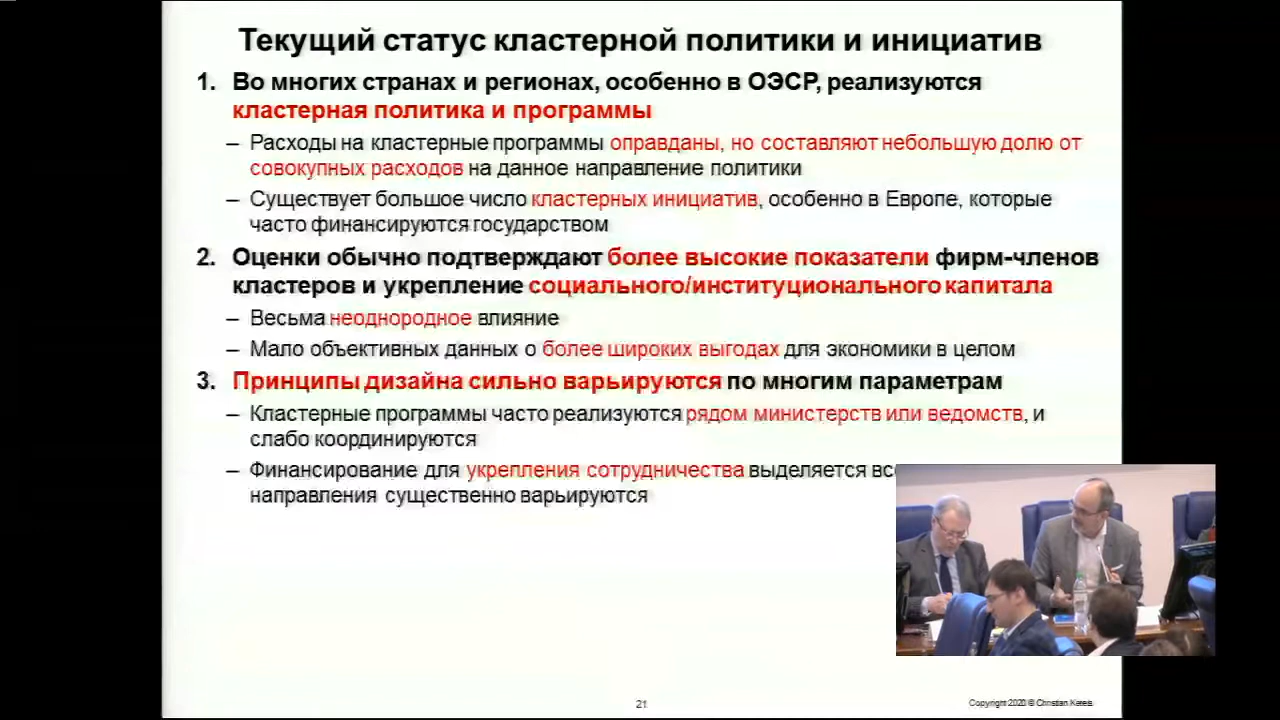 Текущий статус кластерной политики и инициатив
1. Во многих странах и регионах, особенно в ОЭСР, реализуются
кластерная политика и программы
– Расходы на кластерные программы оправданы, но составляют небольшую долю от
совокупных расходов на данное направление политики
– Существует большое число кластерных инициатив, особенно в Европе, которые
часто финансируются государством
2. Оценки обычно подтверждают более высокие показатели фирм-членов
кластеров и укрепление социального/институционального капитала
– Весьма неоднородное влияние
– Мало объективных данных о более широких выгодах для экономики в целом
3. Принципы дизайна сильно варьируются по многим параметрам
– Кластерные программы часто реализуются рядом министерств или ведомств, и
слабо координируются
– Финансирование для укрепления сотрудничества выделяется
направления существенно варьируются
21
Copyright 2020 © Christian Ketels